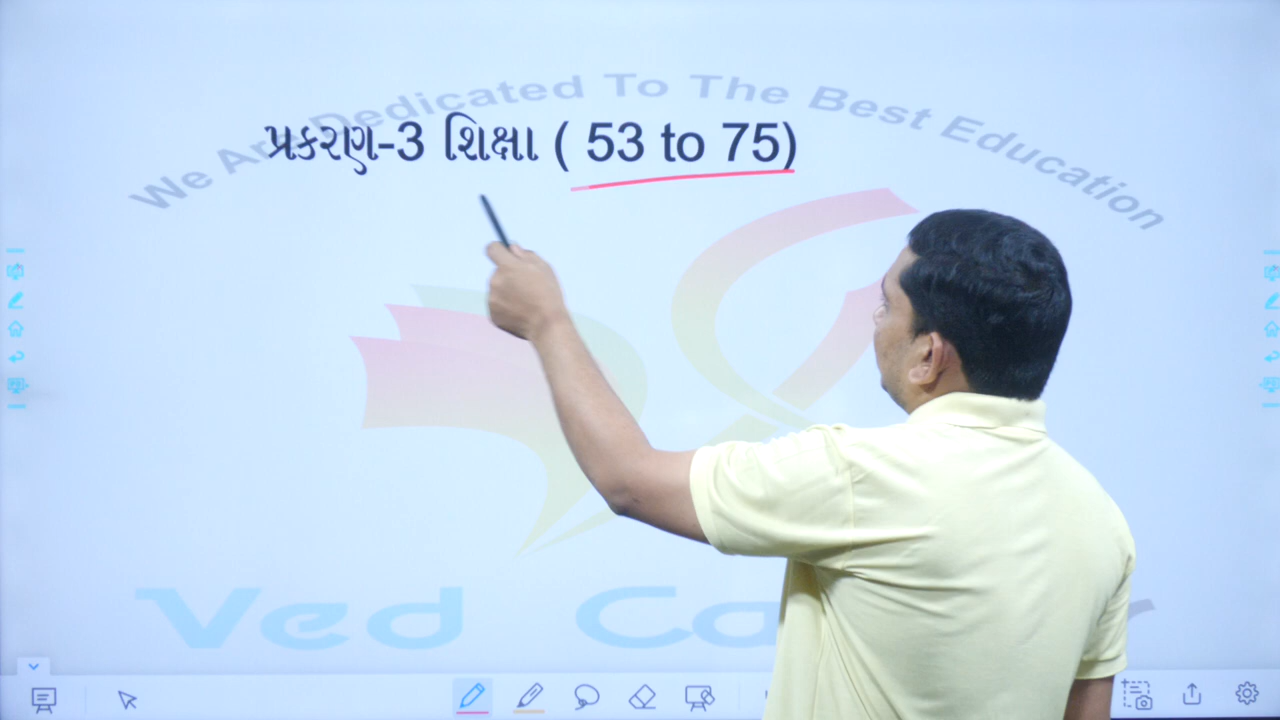 We Are Dedicated To The Best Education
પ્રકરણ-3 શિક્ષા ( 53 to 75)
Ved